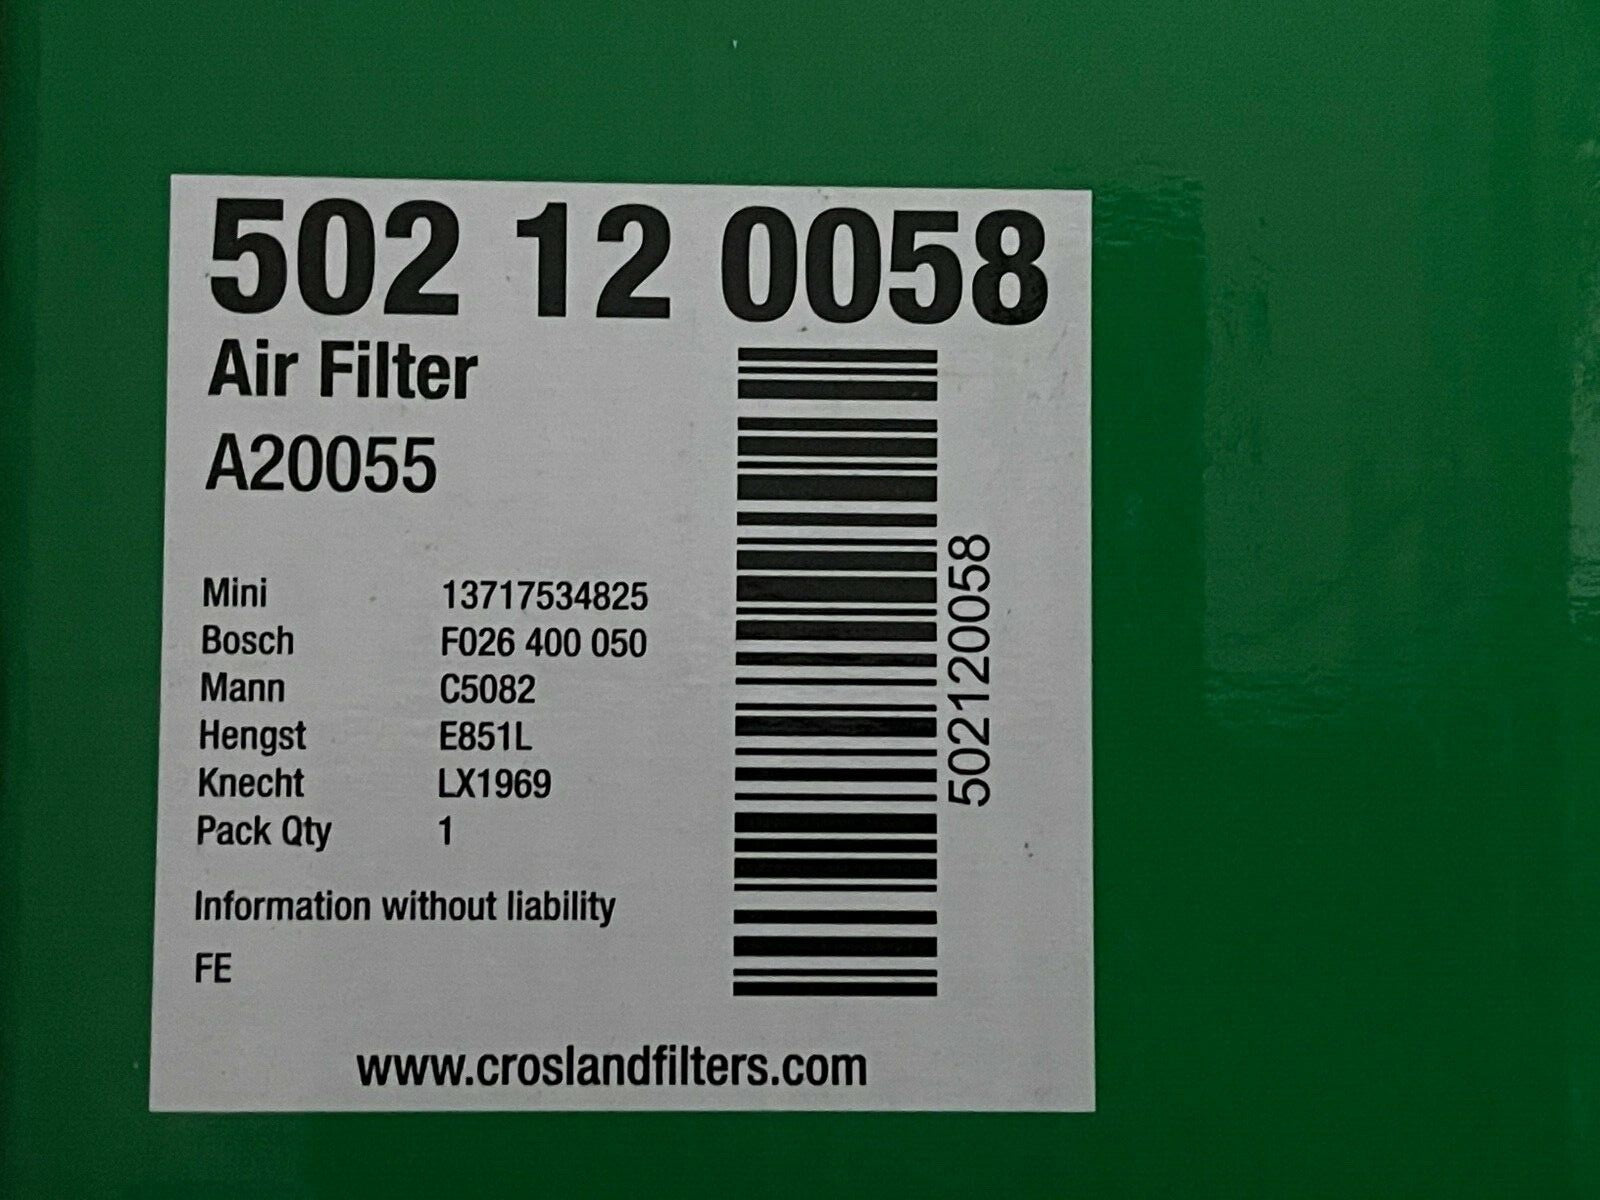 502 12 0058
Air Filter
A20055
Mini 13717534825
Bosch F026 400 050
Mann C5082
Hengst E851L
Knecht LX1969
Pack Qty 1
Information without liability
FE
502120058
www.croslandfilters.com